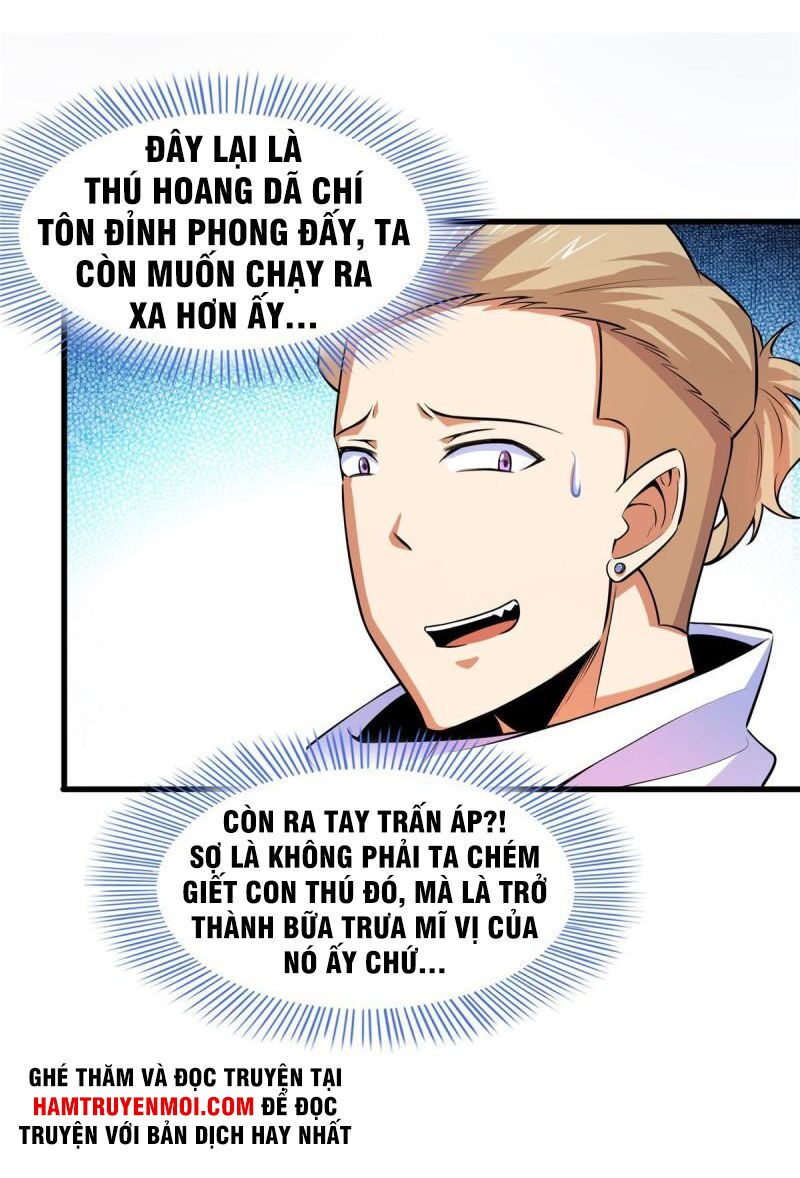 ĐÂY LẠI LÀ
THÚ HOANG DÃ CHÍ
TÔN ĐỈNH PHONG ĐẤY, TA
CÒN MUỐN CHẠY RA
XA HƠN ẤY...
CÒN RA TAY TRẤN ÁP?!
SỢ LÀ KHÔNG PHẢI TA CHÉM
GIẾT CON THÚ ĐÓ, MÀ LÀ TRỞ
THÀNH BỮA TRƯA MĨ VỊ CỦA
NÓ ẤY CHỨ...
GHÉ THĂM VÀ ĐỌC TRUYỆN TẠI
HAMTRUYENMOI.COM ĐỂ ĐỌC
TRUYỆN VỚI BẢN DỊCH HAY NHẤT